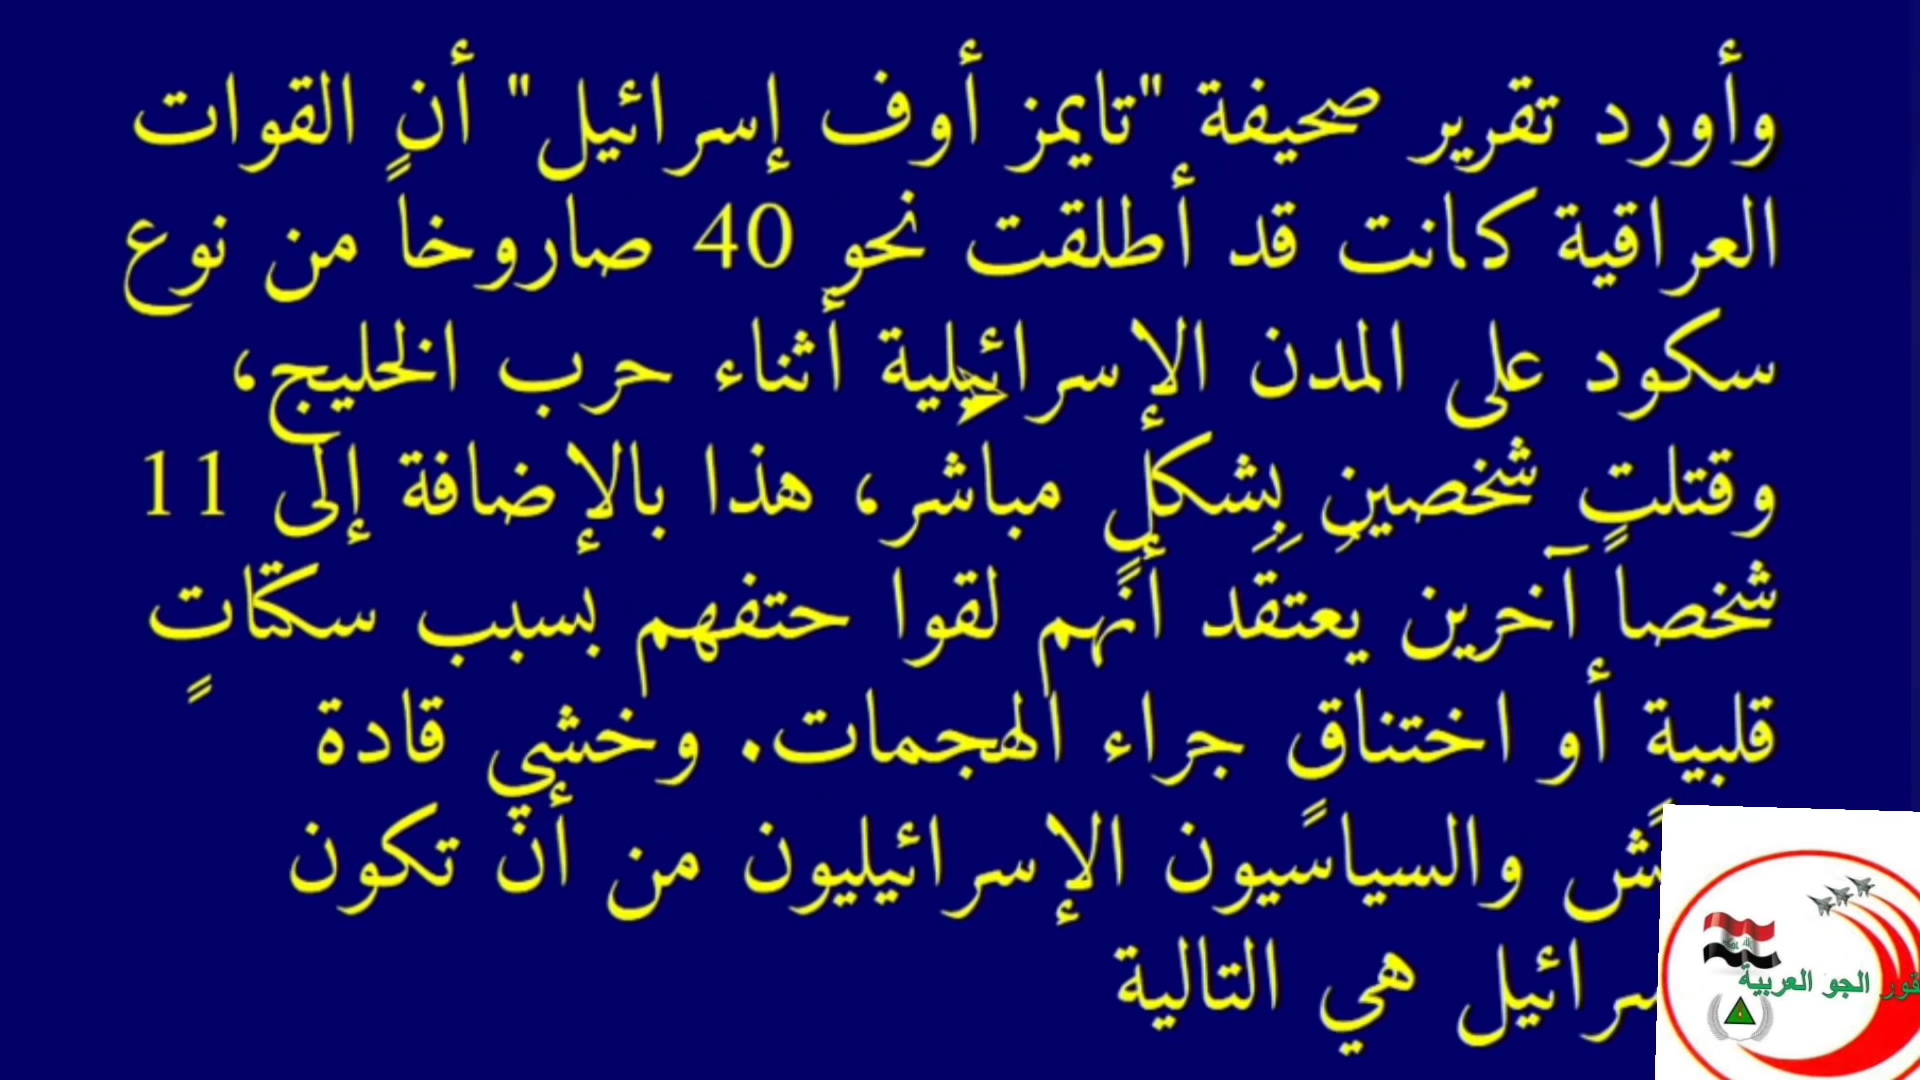 وأورد تقرير صحيفة "تايمز أوف إسرائيل" أن القوات
العراقية كانت قد أطلقت نحو 40 صاروخاً من نوع
سكود على المدن الإسرائيلية أثناء حرب الخليج،
وقتلت شخصين بِشكلٍ مباشر، هذا بالإضافة إلى 11
شخصاً آخرين يُعتَقَد أنهم لقوا حتفهم بسبب سكتات
قلبيةٍ أو اختناقٍ جراء الهجمات. وخشي قادة
والسياسيون الإسرائيليون من أن تكون
هي التالية
الجو العربية